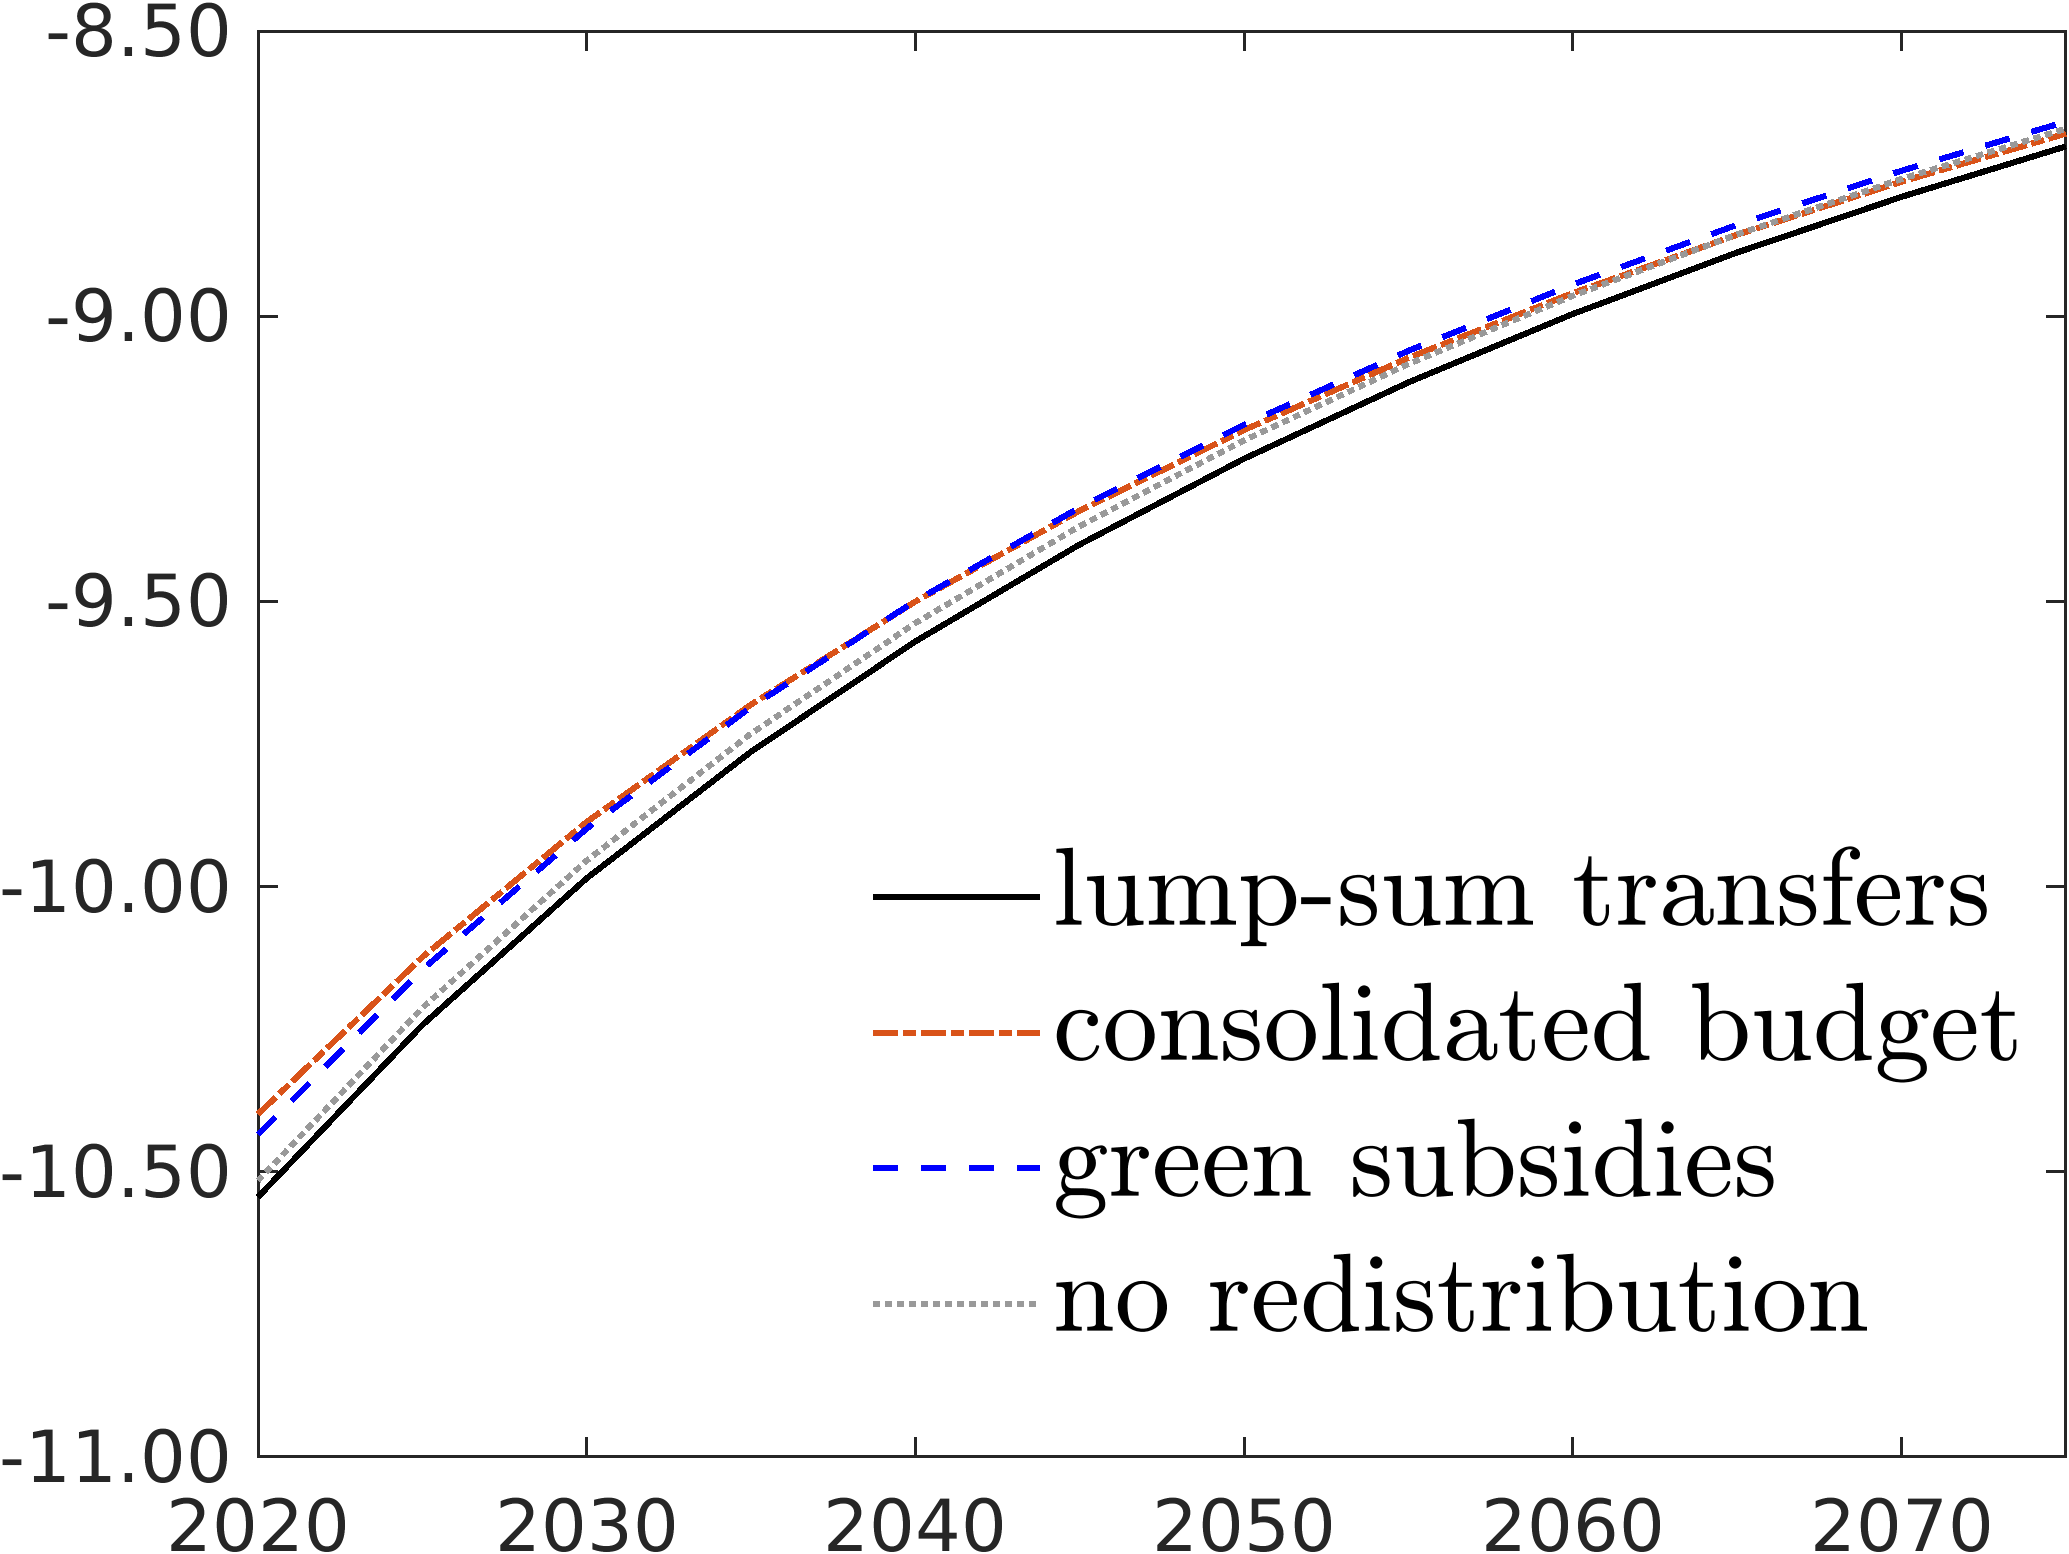 -8.50
-9.00
-9.50
-10.00
-10.50
-11.00
lump-sum transfers
consolidated budget
green subsidies
no redistribution
2020 2030 2040 2050 2060 2070